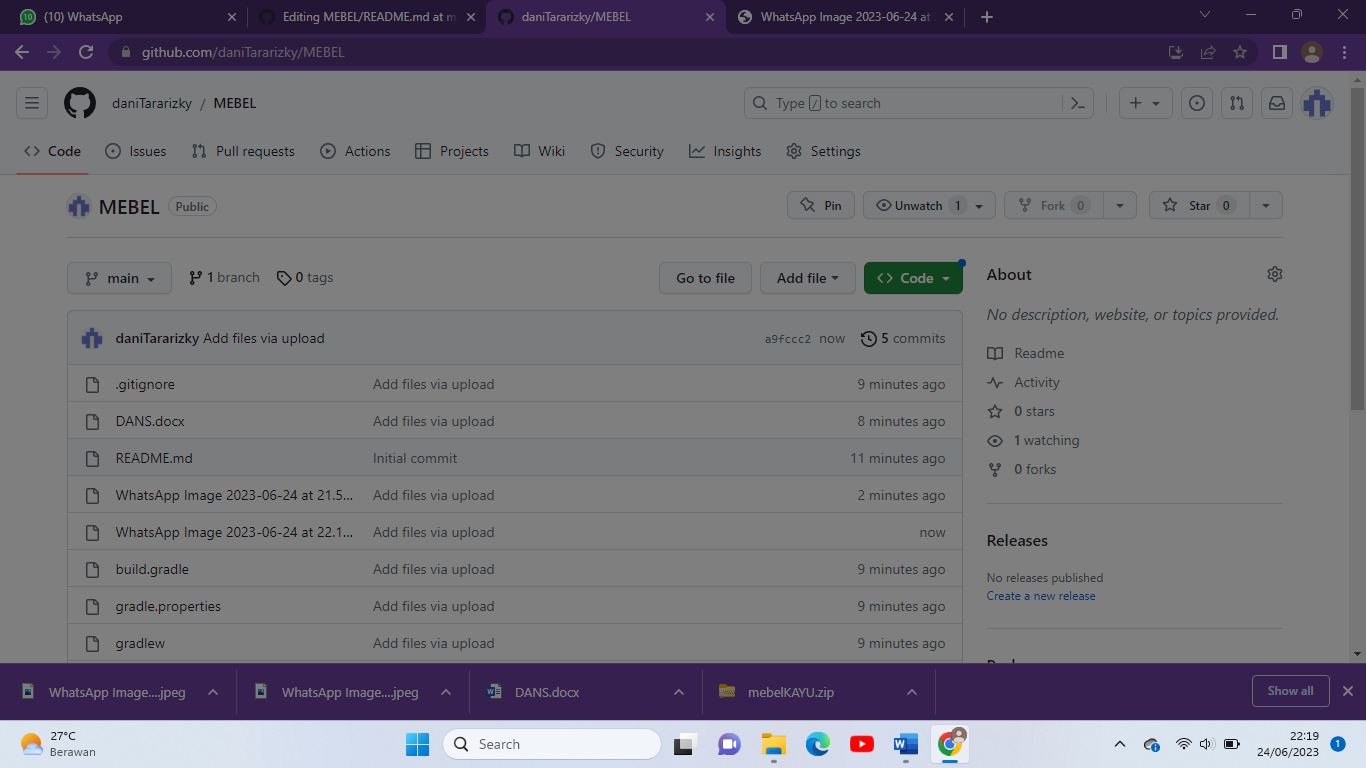 (10) WhatsApp
Editing MEBEL/README.md at m
daniTararizky/MEBEL
WhatsApp Image 2023-06-24 at
github.com/daniTararizky/MEBEL
daniTararizky / MEBEL
Type / to search
Code
Issues
Pull requests
Actions
Projects
Wiki
Security
Insights
Settings
MEBEL Public
Pin
Unwatch 1
Fork 0
Star 0
main
1 branch
0 tags
Go to file
Add file
Code
About
No description, website, or topics provided.
Readme
Activity
0 stars
1 watching
0 forks
Releases
No releases published
Create a new release
daniTararizky Add files via upload a9fccc2 now 5 commits
.gitignore Add files via upload 9 minutes ago
DANS.docx Add files via upload 8 minutes ago
README.md Initial commit 11 minutes ago
WhatsApp Image 2023-06-24 at 21.5... Add files via upload 2 minutes ago
WhatsApp Image 2023-06-24 at 22.1... Add files via upload now
build.gradle Add files via upload 9 minutes ago
gradle.properties Add files via upload 9 minutes ago
gradlew Add files via upload 9 minutes ago
WhatsApp Image....jpeg
WhatsApp Image....jpeg
DANS.docx
mebelKAYU.zip
Show all
27°C
Berawan
Search
22:19
24/06/2023
1